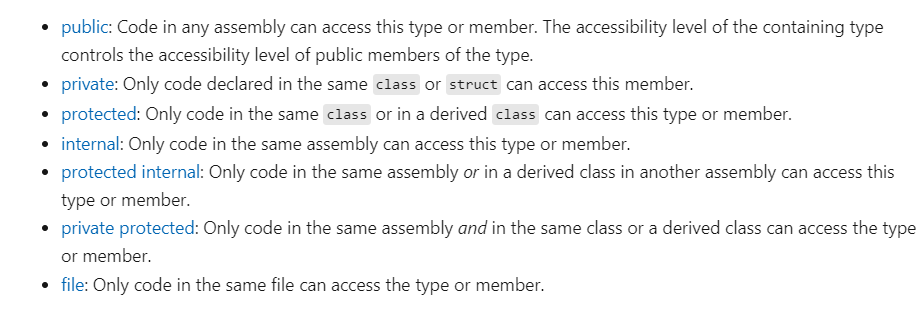 • public: Code in any assembly can access this type or member. The accessibility level of the containing type
controls the accessibility level of public members of the type.
• private: Only code declared in the same class or struct can access this member.
• protected: Only code in the same class or in a derived class can access this type or member.
• internal: Only code in the same assembly can access this type or member.
• protected internal: Only code in the same assembly or in a derived class in another assembly can access this
type or member.
• private protected: Only code in the same assembly and in the same class or a derived class can access the type
or member.
• file: Only code in the same file can access the type or member.